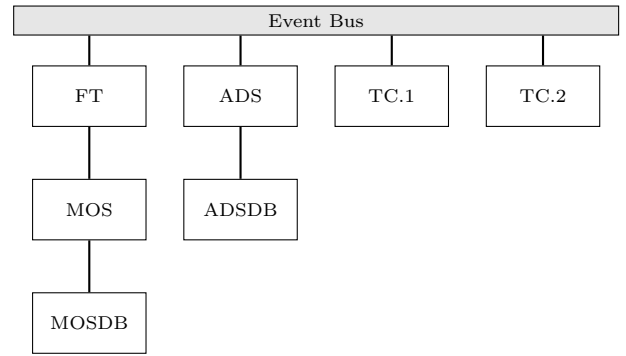 Event Bus
FT
ADS
TC.1
TC.2
MOS
ADSDB
MOSDB